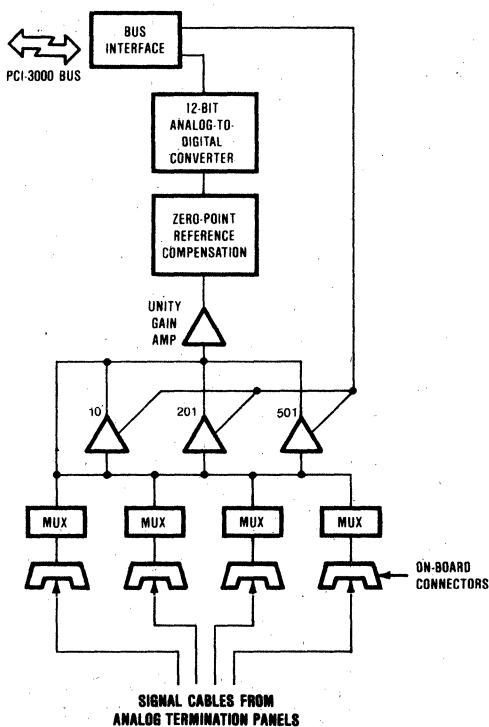 BUS
INTERFACE
PCI-3000 BUS
12-BIT
ANALOG-TO-
DIGITAL
CONVERTER
ZERO-POINT
REFERENCE
COMPENSATION
UNITY
GAIN
AMP
10 201 501
MUX MUX MUX MUX
ON-BOARD
CONNECTORS
SIGNAL CABLES FROM
ANALOG TERMINATION PANELS